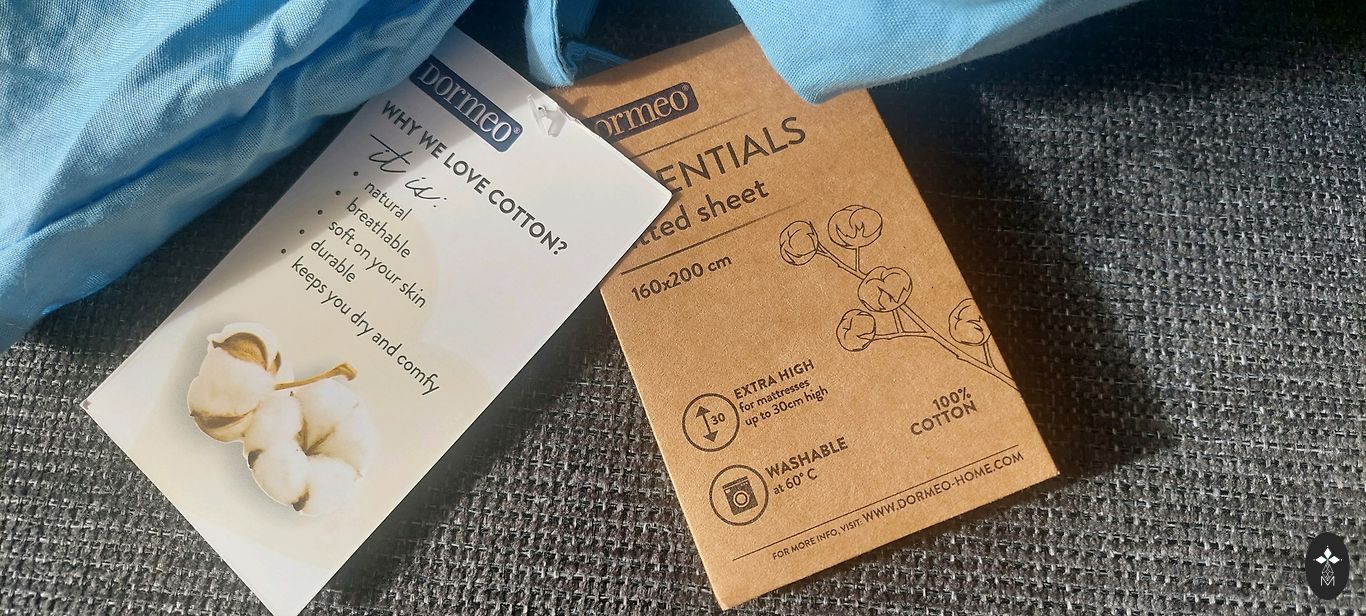 Dormeo®
WHY WE LOVE COTTON?
it is:
• natural
• breathable
• soft on your skin
• durable
• keeps you dry and comfy
ormeo®
ENTIALS
tted sheet
160x200 cm
30
EXTRA HIGH
for mattresses
up to 30cm high
WASHABLE
at 60° C
100%
COTTON
FOR MORE INFO, VISIT: WWW.DORMEO-HOME.COM
M